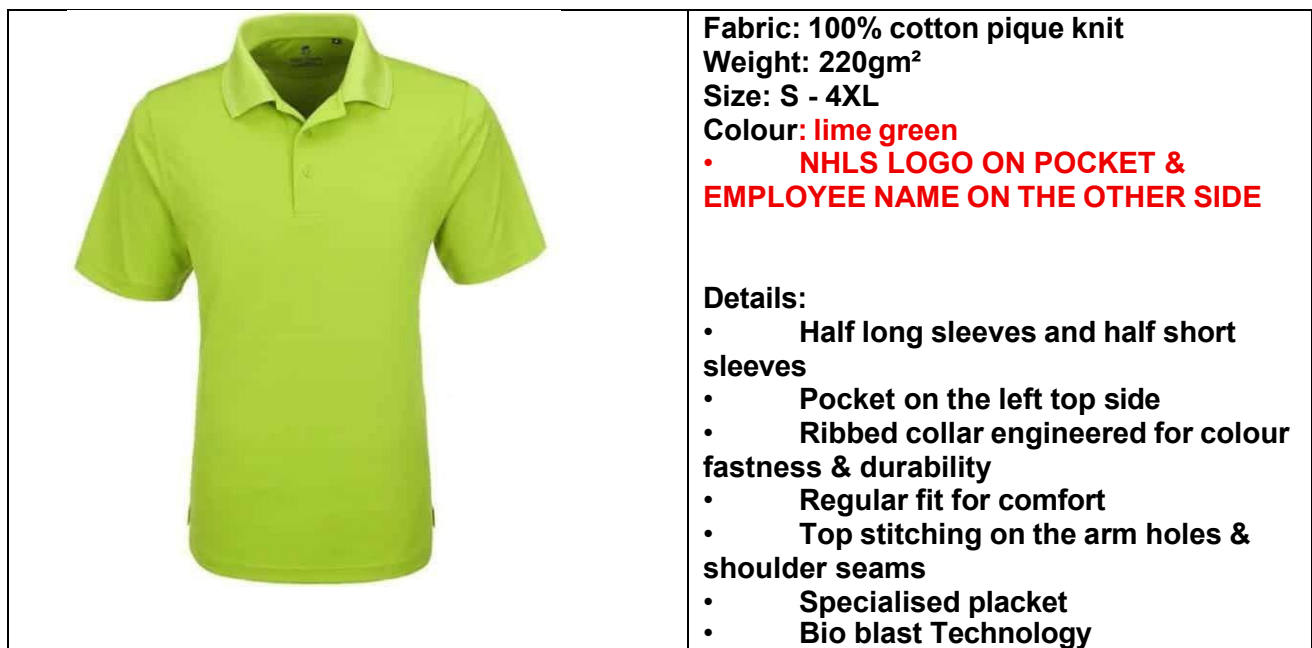 Fabric: 100% cotton pique knit
Weight: 220gm²
Size: S - 4XL
Colour: lime green
• NHLS LOGO ON POCKET &
EMPLOYEE NAME ON THE OTHER SIDE
Details:
• Half long sleeves and half short
sleeves
• Pocket on the left top side
• Ribbed collar engineered for colour
fastness & durability
• Regular fit for comfort
• Top stitching on the arm holes &
shoulder seams
• Specialised placket
• Bio blast Technology